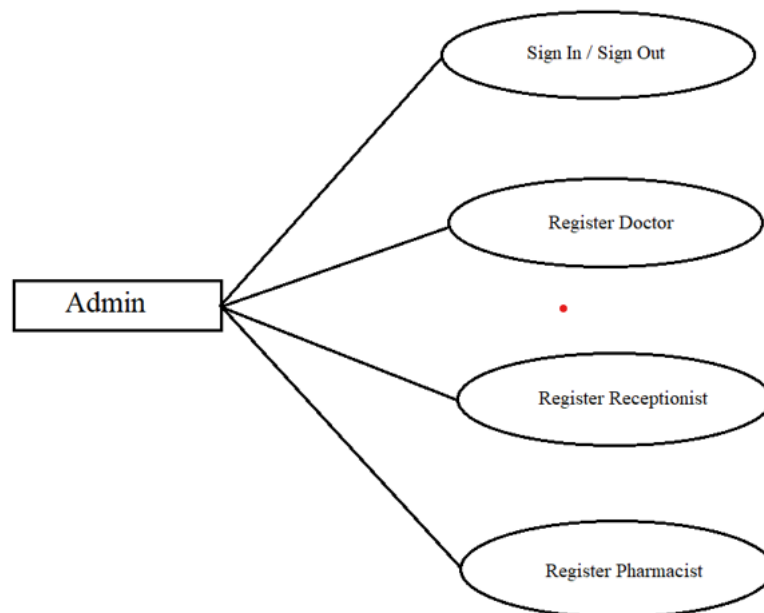 Sign In / Sign Out
Register Doctor
Admin
Register Receptionist
Register Pharmacist